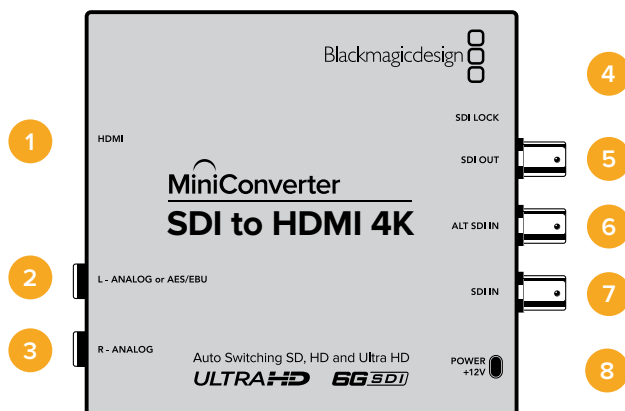 Blackmagicdesign
4
SDI LOCK
1
HDMI
SDI OUT
5
MiniConverter
SDI to HDMI 4K
ALT SDI IN
6
2
L - ANALOG or AES/EBU
SDI IN
7
3
R - ANALOG
Auto Switching SD, HD and Ultra HD
POWER
+12V
8
ULTRA HD 6G SDI